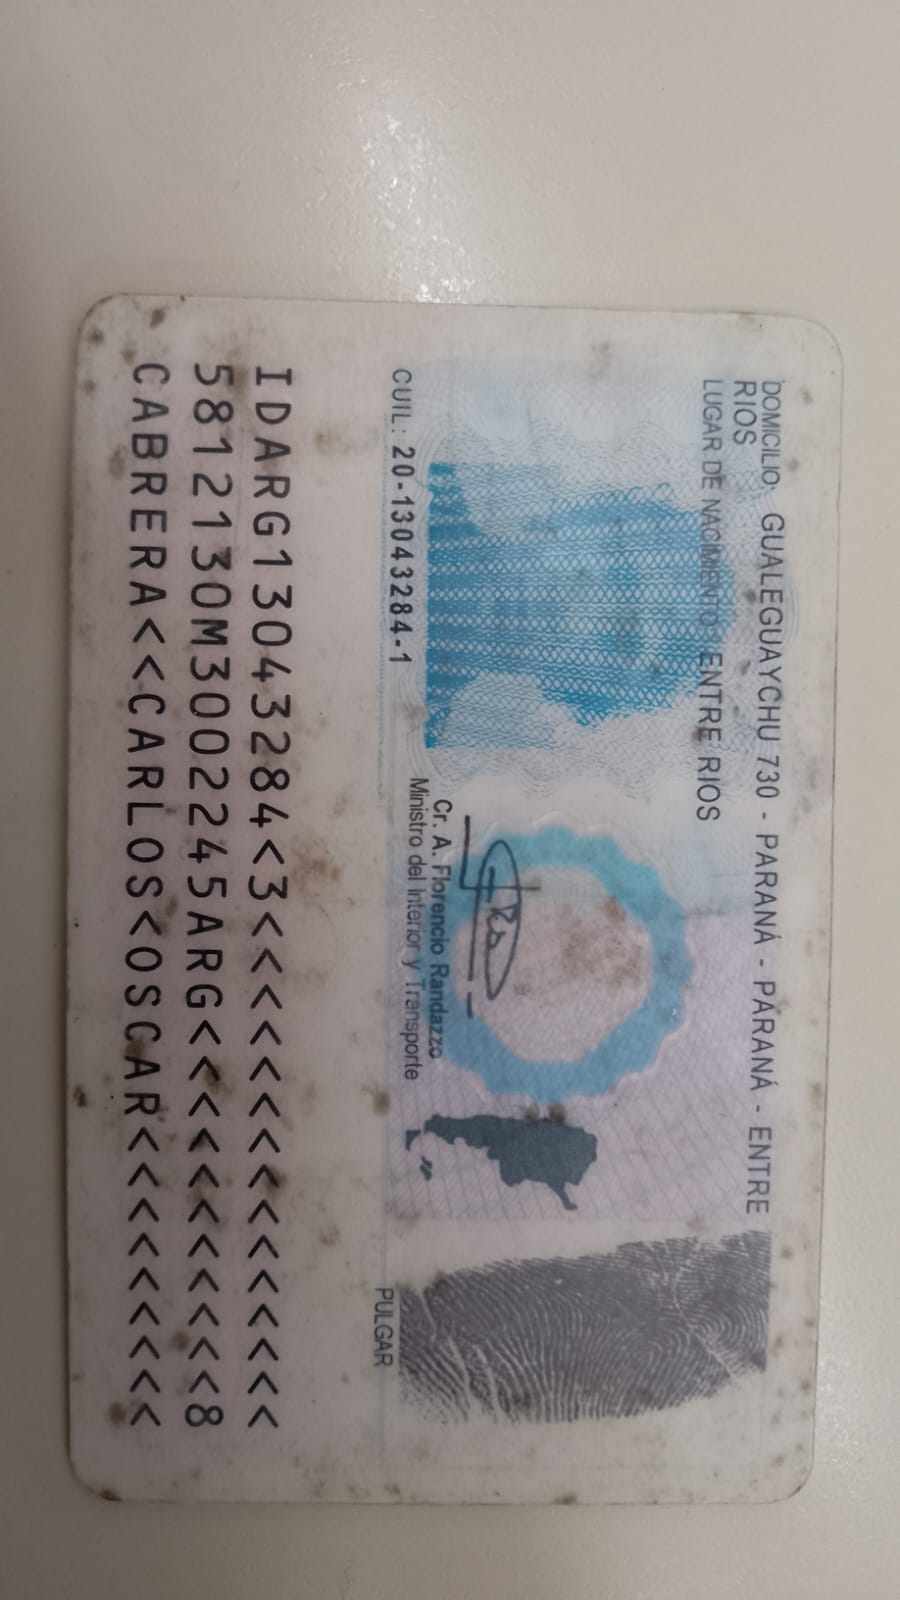 DOMICILIO: GUALEGUAYCHU 730 - PARANÁ - PARANÁ - ENTRE
RIOS
LUGAR DE NACIMIENTO: ENTRE RIOS
CUIL: 20-13043284-1
Cr. A. Florencio Randazzo
Ministro del Interior y Transporte
PULGAR
IDARG13043284<3<<<<<<<<<<<<<<<
5812130M3002245ARG<<<<<<<<<<<8
CABRERA<<CARLOS<OSCAR<<<<<<<<<